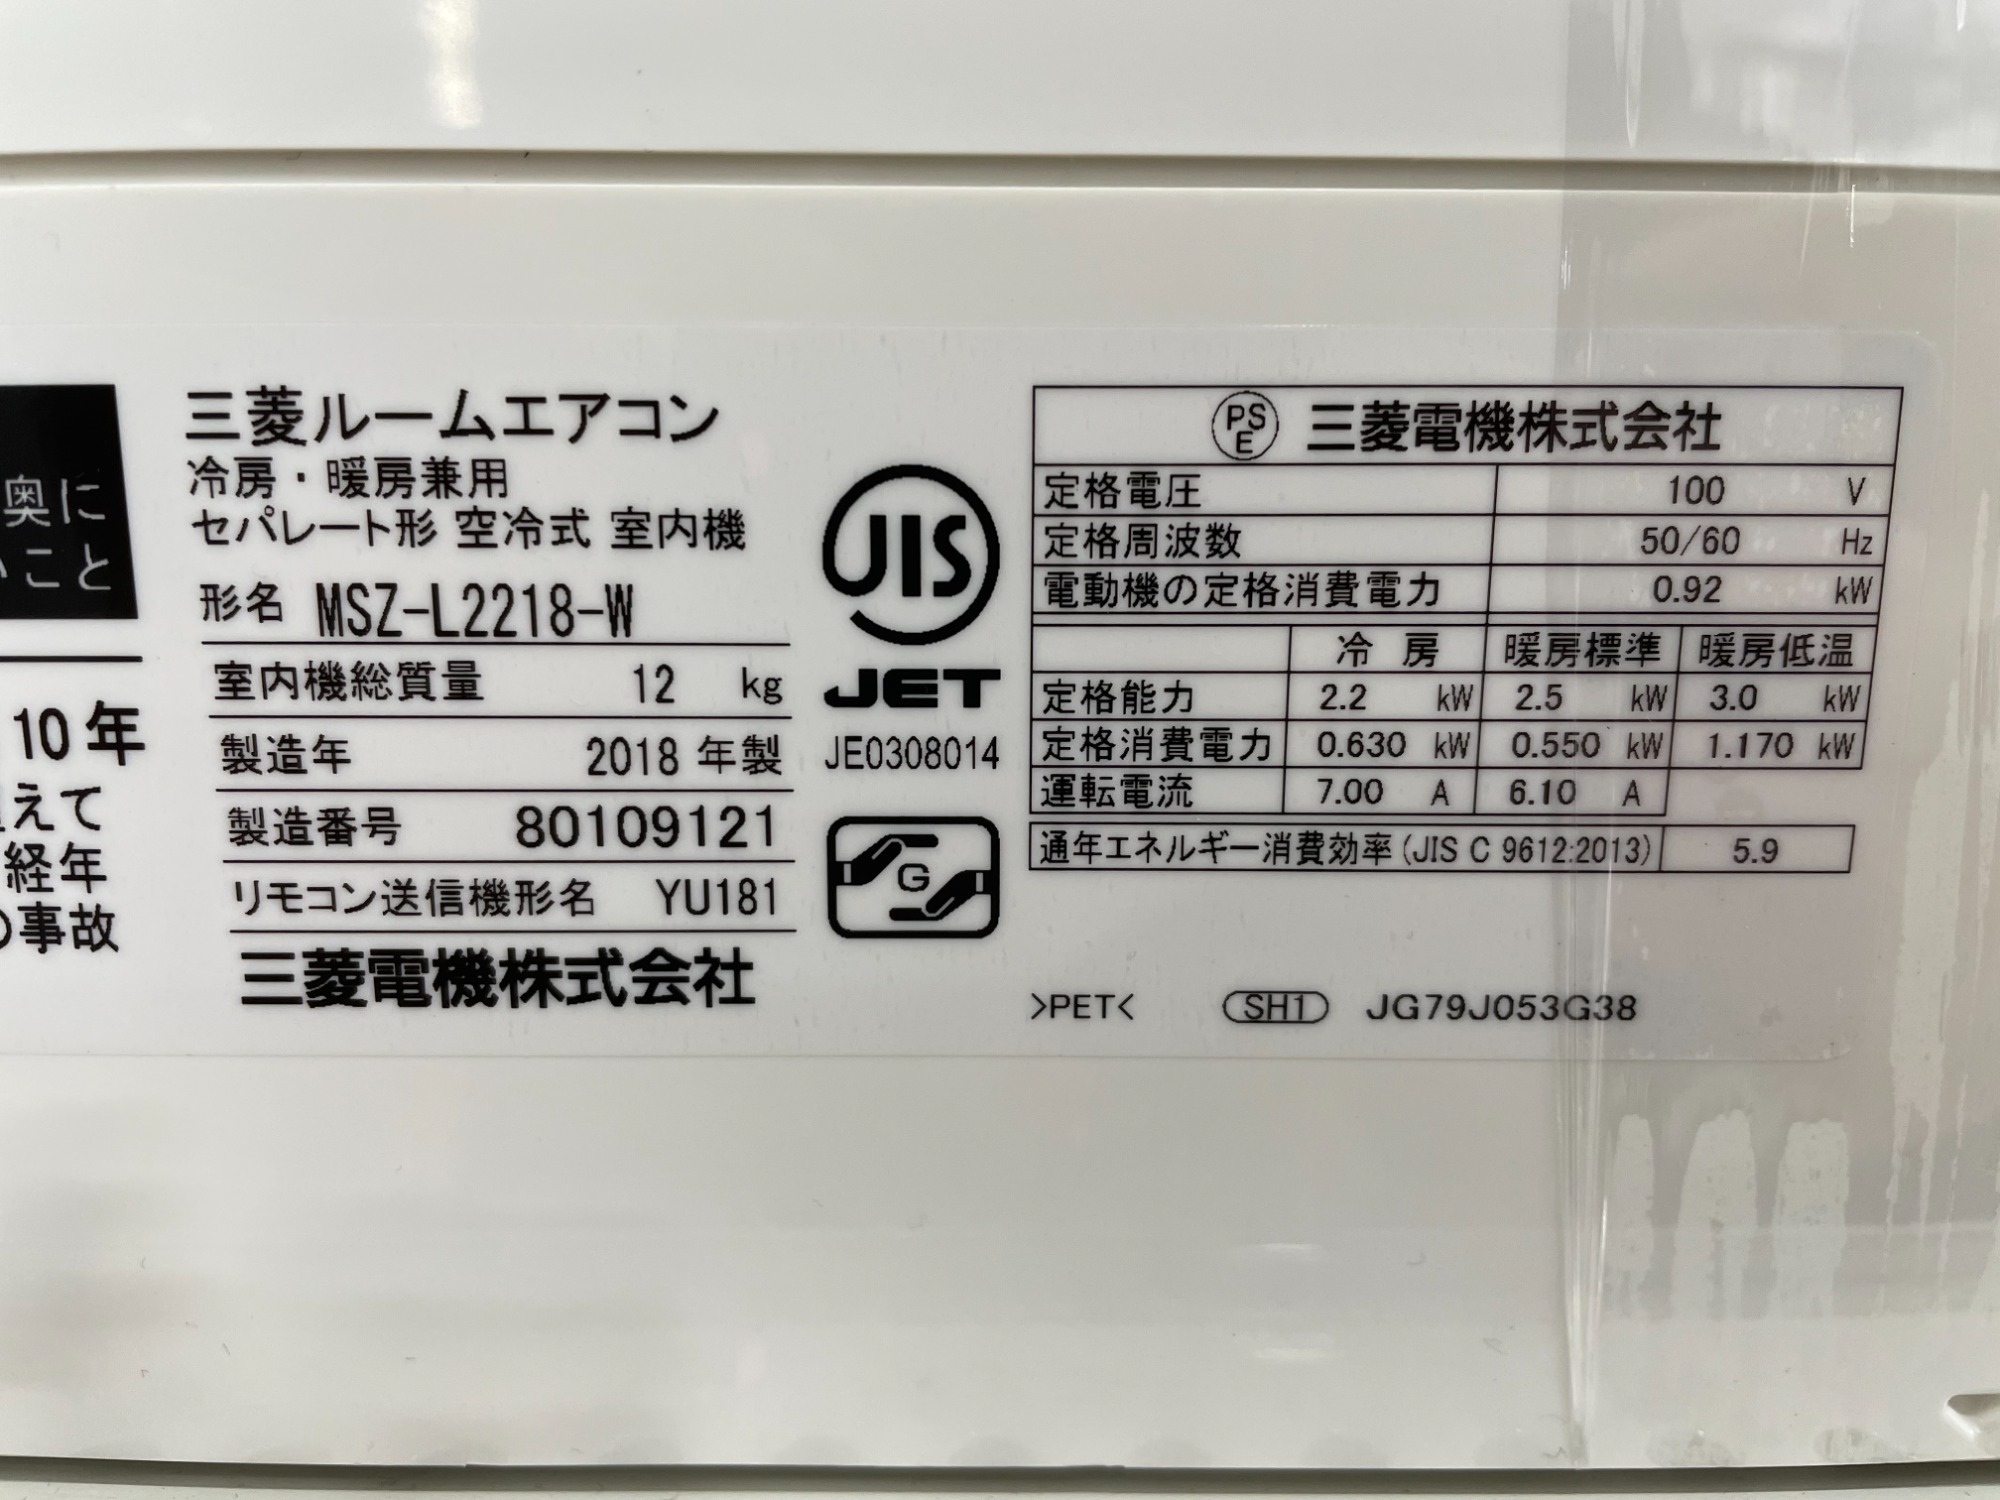 奥に
いこと
10年
えて
経年
の事故
三菱ルームエアコン
冷房・暖房兼用
セパレート形 空冷式 室内機
形名 MSZ-L2218-W
室内機総質量 12 kg
製造年 2018 年製
製造番号 80109121
リモコン送信機形名 YU181
三菱電機株式会社
JIS
JET
JE0308014
G
PS
E 三菱電機株式会社
定格電圧 100 V
定格周波数 50/60 Hz
電動機の定格消費電力 0.92 kW
冷 房 暖房標準 暖房低温
定格能力 2.2 kW 2.5 kW 3.0 kW
定格消費電力 0.630 kW 0.550 kW 1.170 kW
運転電流 7.00 A 6.10 A
通年エネルギー消費効率(JIS C 9612:2013) 5.9
>PET< SH1 JG79J053G38